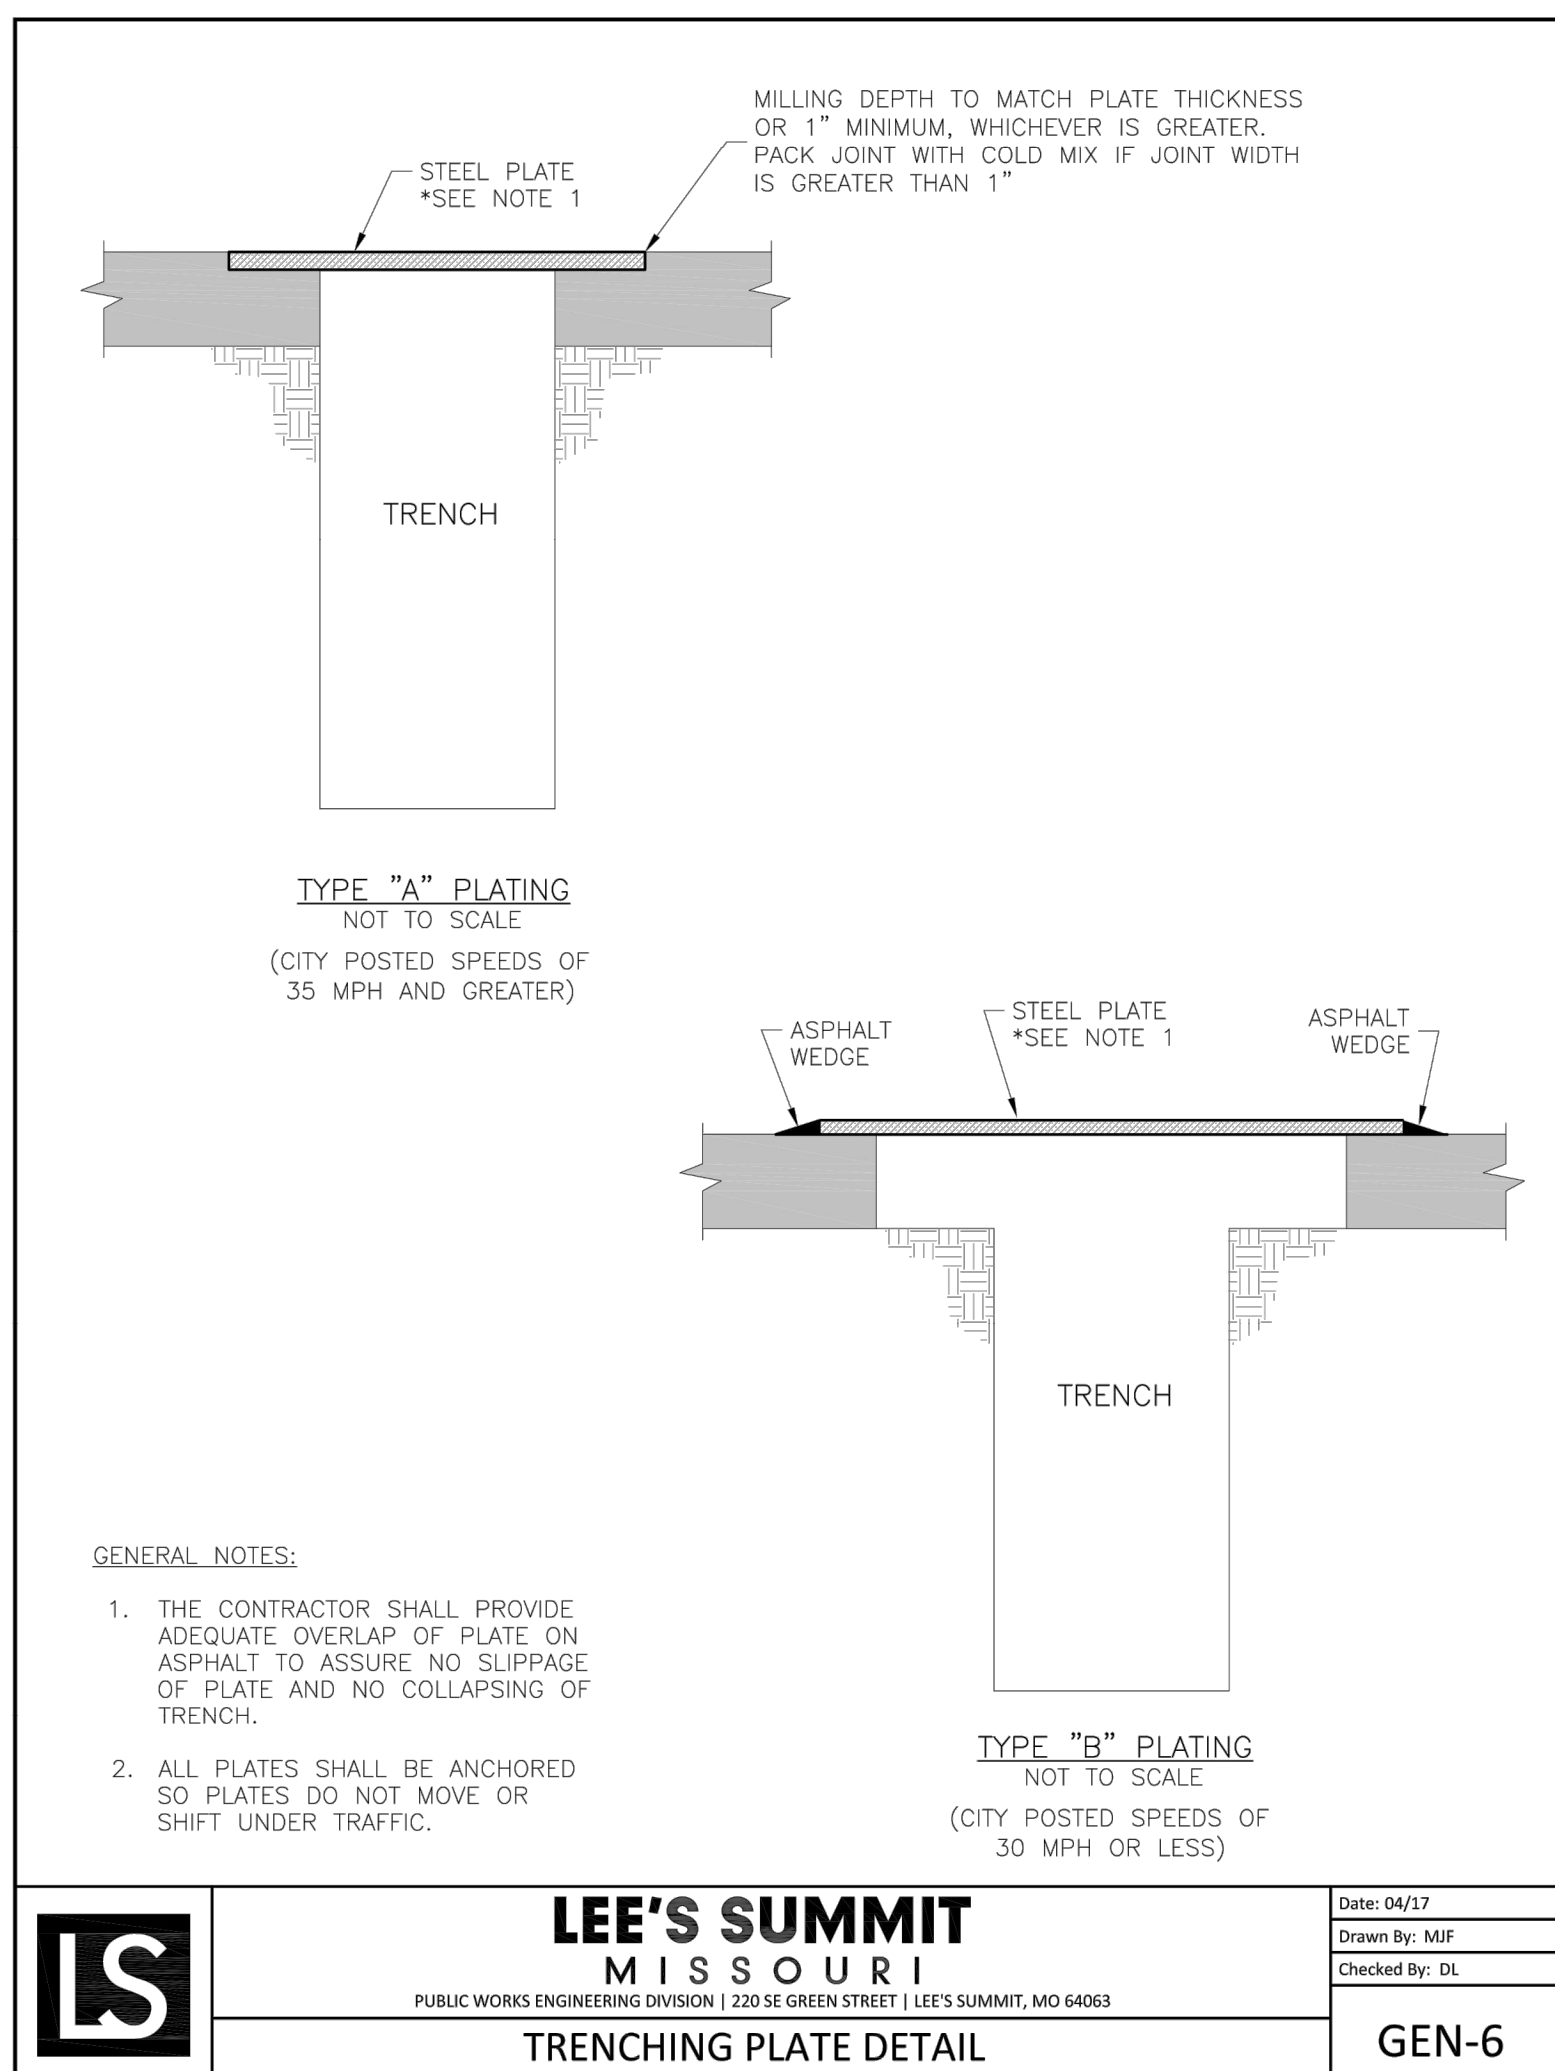 MILLING DEPTH TO MATCH PLATE THICKNESS
OR 1” MINIMUM, WHICHEVER IS GREATER.
PACK JOINT WITH COLD MIX IF JOINT WIDTH
IS GREATER THAN 1”
STEEL PLATE
*SEE NOTE 1
TRENCH
TYPE ”A” PLATING
NOT TO SCALE
(CITY POSTED SPEEDS OF
35 MPH AND GREATER)
ASPHALT
WEDGE
STEEL PLATE
*SEE NOTE 1
ASPHALT
WEDGE
TRENCH
TYPE ”B” PLATING
NOT TO SCALE
(CITY POSTED SPEEDS OF
30 MPH OR LESS)
GENERAL NOTES:
1. THE CONTRACTOR SHALL PROVIDE
ADEQUATE OVERLAP OF PLATE ON
ASPHALT TO ASSURE NO SLIPPAGE
OF PLATE AND NO COLLAPSING OF
TRENCH.
2. ALL PLATES SHALL BE ANCHORED
SO PLATES DO NOT MOVE OR
SHIFT UNDER TRAFFIC.
LS
LEE'S SUMMIT
MISSOURI
PUBLIC WORKS ENGINEERING DIVISION | 220 SE GREEN STREET | LEE'S SUMMIT, MO 64063
TRENCHING PLATE DETAIL
Date: 04/17
Drawn By: MJF
Checked By: DL
GEN-6